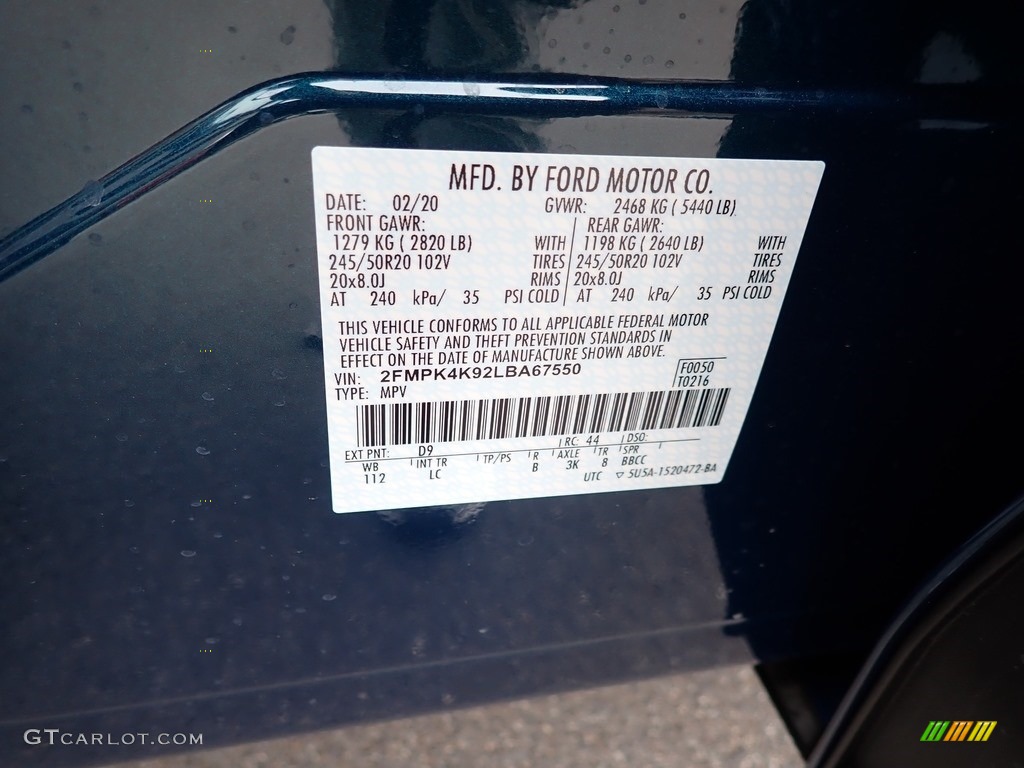 MFD. BY FORD MOTOR CO.
DATE: 02/20 GVWR: 2468 KG ( 5440 LB)
FRONT GAWR: REAR GAWR:
1279 KG ( 2820 LB) WITH 1198 KG ( 2640 LB) WITH
245/50R20 102V TIRES 245/50R20 102V TIRES
20x8.0J RIMS 20x8.0J RIMS
AT 240 kPa/ 35 PSI COLD AT 240 kPa/ 35 PSI COLD
THIS VEHICLE CONFORMS TO ALL APPLICABLE FEDERAL MOTOR
VEHICLE SAFETY AND THEFT PREVENTION STANDARDS IN
EFFECT ON THE DATE OF MANUFACTURE SHOWN ABOVE.
VIN: 2FMPK4K92LBA67550 F0050
TYPE: MPV T0216
EXT PNT: D9 RC: 44 DSO:
WB INT TR TP/PS R AXLE TR SPR
112 LC B 3K 8 BBCC
UTC ▽ 5U5A-1520472-BA
GTCARLOT.COM